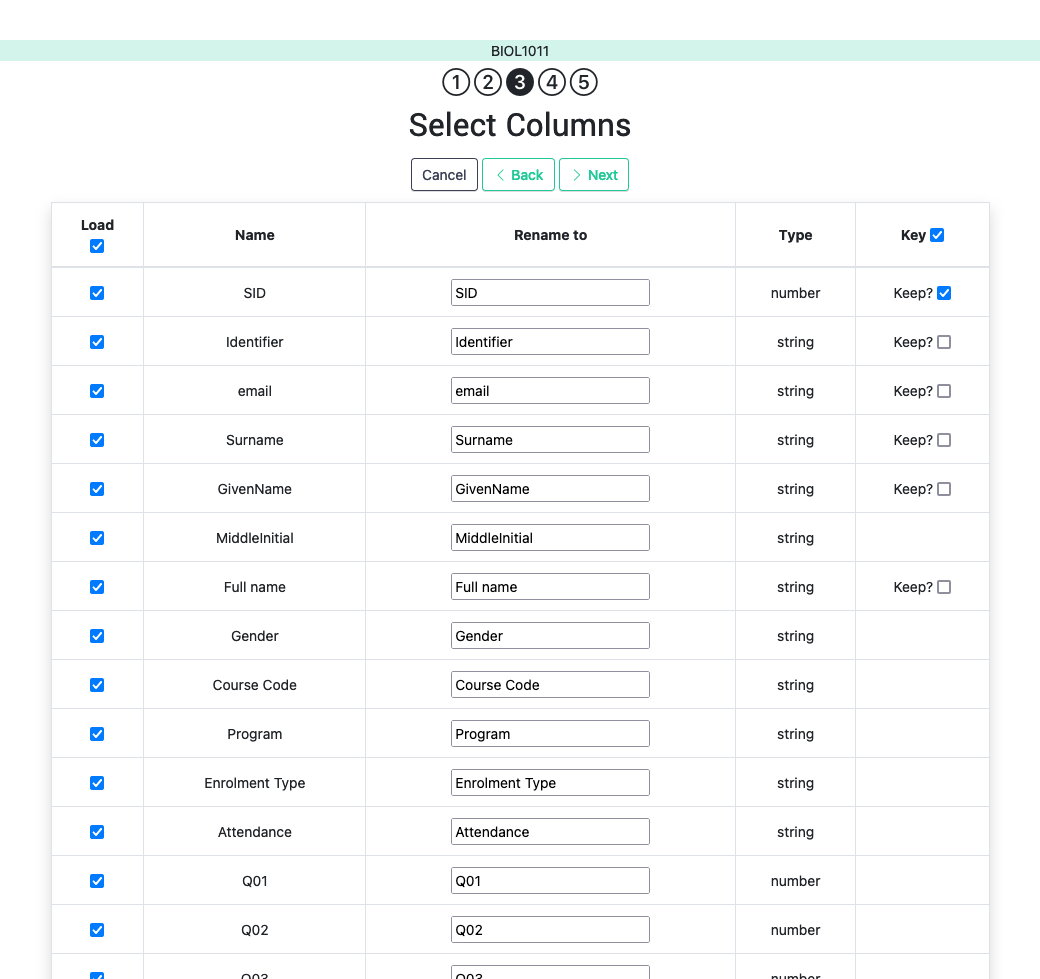 BIOL1011
1 2 3 4 5
Select Columns
Cancel Back Next
Load Name Rename to Type Key
SID SID number Keep?
Identifier Identifier string Keep?
email email string Keep?
Surname Surname string Keep?
GivenName GivenName string Keep?
MiddleInitial MiddleInitial string
Full name Full name string Keep?
Gender Gender string
Course Code Course Code string
Program Program string
Enrolment Type Enrolment Type string
Attendance Attendance string
Q01 Q01 number
Q02 Q02 number
Q03 Q03 number